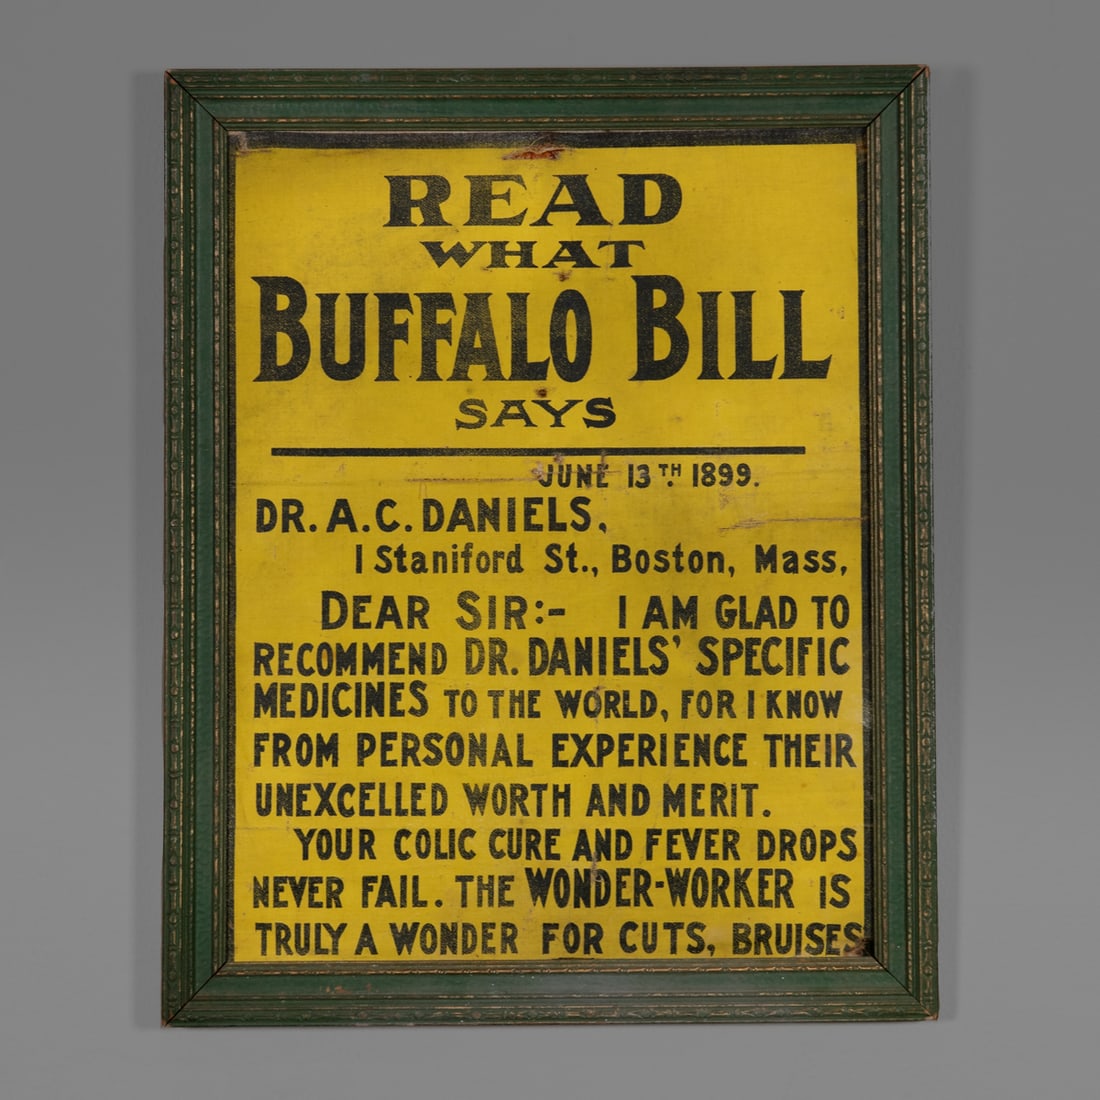 READ
WHAT
BUFFALO BILL
SAYS
JUNE 13TH. 1899.
DR. A. C. DANIELS,
1 Staniford St., Boston, Mass,
DEAR SIR:- I AM GLAD TO
RECOMMEND DR. DANIELS' SPECIFIC
MEDICINES TO THE WORLD, FOR I KNOW
FROM PERSONAL EXPERIENCE THEIR
UNEXCELLED WORTH AND MERIT.
YOUR COLIC CURE AND FEVER DROPS
NEVER FAIL. THE WONDER-WORKER IS
TRULY A WONDER FOR CUTS, BRUISES